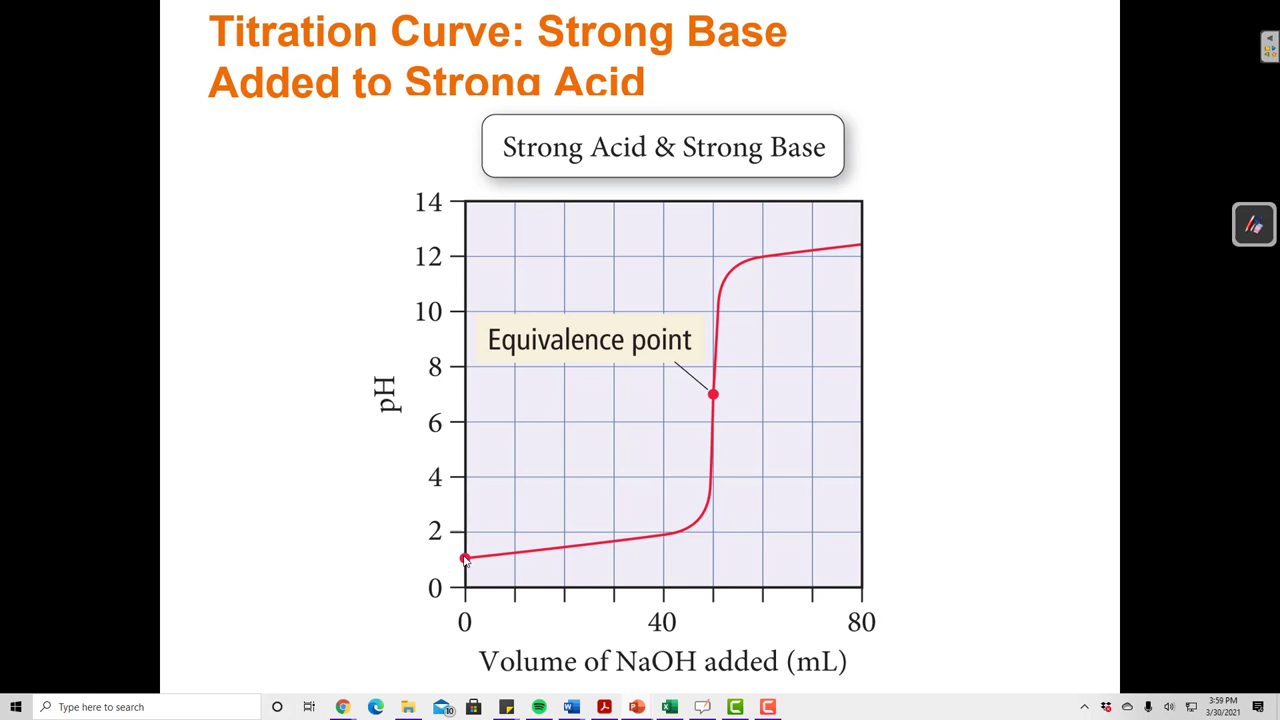 Titration Curve: Strong Base
Added to Strong Acid
Strong Acid & Strong Base
14
12
10
Equivalence point
8
pH
6
4
2
0
0 40 80
Volume of NaOH added (mL)
Type here to search
10
3:59 PM
3/30/2021